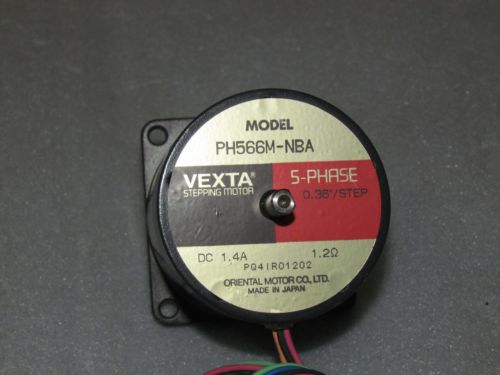 MODEL
PH566M-NBA
VEXTA
STEPPING MOTOR
5-PHASE
0.36°/STEP
DC 1.4A 1.2Ω
PQ41R01202
ORIENTAL MOTOR CO., LTD.
MADE IN JAPAN